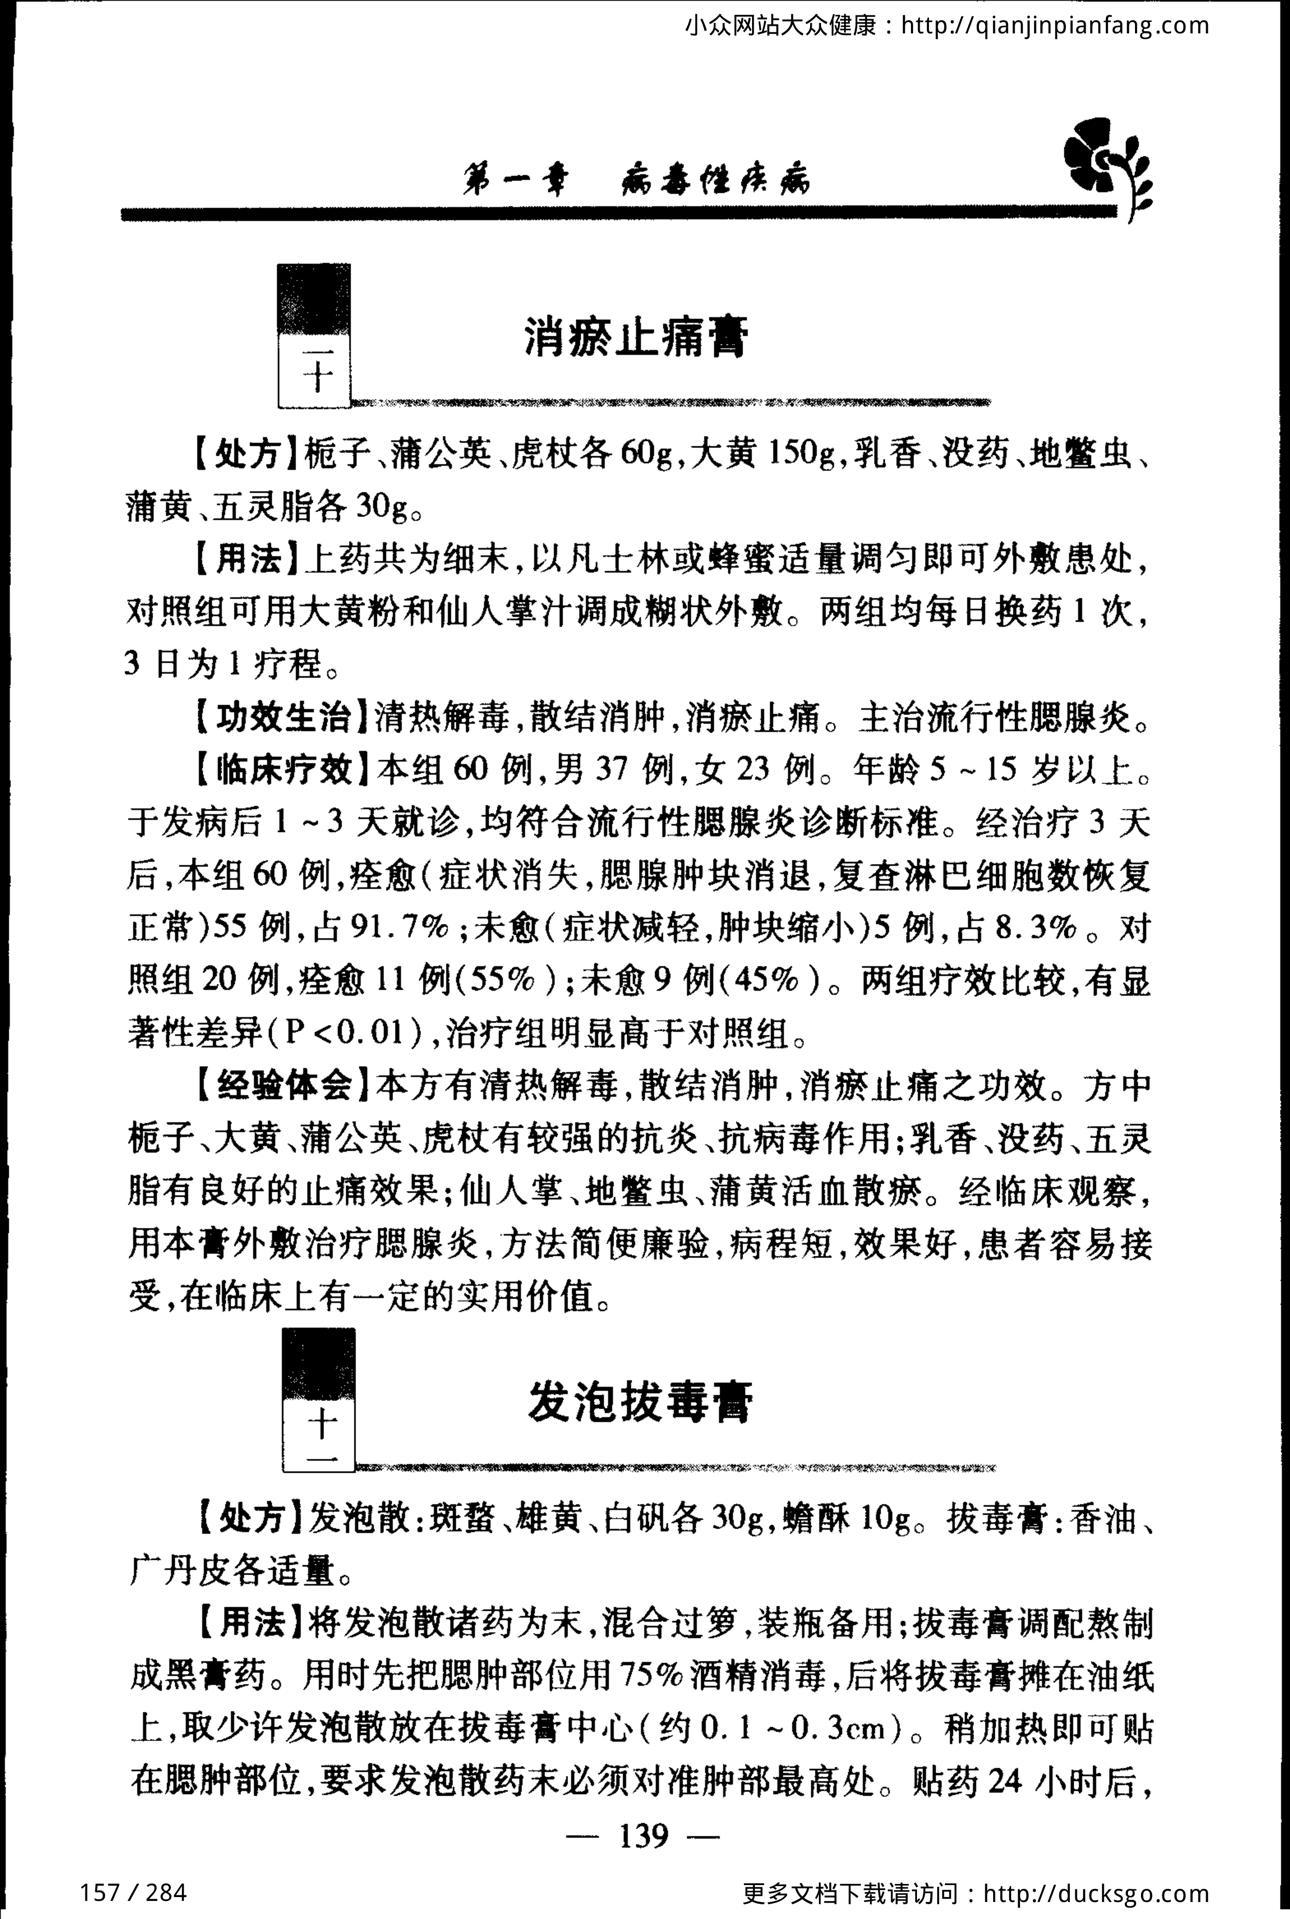 小众网站大众健康：http://qianjinpianfang.com
第一章 病毒性疾病
二十
消瘀止痛膏
【处方】栀子、蒲公英、虎杖各 60g,大黄 150g,乳香、没药、地鳖虫、
蒲黄、五灵脂各 30g。
【用法】上药共为细末,以凡士林或蜂蜜适量调匀即可外敷患处,
对照组可用大黄粉和仙人掌汁调成糊状外敷。两组均每日换药 1 次,
3 日为 1 疗程。
【功效生治】清热解毒,散结消肿,消瘀止痛。主治流行性腮腺炎。
【临床疗效】本组 60 例,男 37 例,女 23 例。年龄 5 ~ 15 岁以上。
于发病后 1 ~ 3 天就诊,均符合流行性腮腺炎诊断标准。经治疗 3 天
后,本组 60 例,痊愈(症状消失,腮腺肿块消退,复查淋巴细胞数恢复
正常)55 例,占 91.7%;未愈(症状减轻,肿块缩小)5 例,占 8.3%。对
照组 20 例,痊愈 11 例(55%);未愈 9 例(45%)。两组疗效比较,有显
著性差异(P<0.01),治疗组明显高于对照组。
【经验体会】本方有清热解毒,散结消肿,消瘀止痛之功效。方中
栀子、大黄、蒲公英、虎杖有较强的抗炎、抗病毒作用;乳香、没药、五灵
脂有良好的止痛效果;仙人掌、地鳖虫、蒲黄活血散瘀。经临床观察,
用本膏外敷治疗腮腺炎,方法简便廉验,病程短,效果好,患者容易接
受,在临床上有一定的实用价值。
十一
发泡拔毒膏
【处方】发泡散:斑蝥、雄黄、白矾各 30g,蟾酥 10g。拔毒膏:香油、
广丹皮各适量。
【用法】将发泡散诸药为末,混合过箩,装瓶备用;拔毒膏调配熬制
成黑膏药。用时先把腮肿部位用 75%酒精消毒,后将拔毒膏摊在油纸
上,取少许发泡散放在拔毒膏中心(约 0.1 ~ 0.3cm)。稍加热即可贴
在腮肿部位,要求发泡散药末必须对准肿部最高处。贴药 24 小时后,
— 139 —
157 / 284
更多文档下载请访问：http://ducksgo.com